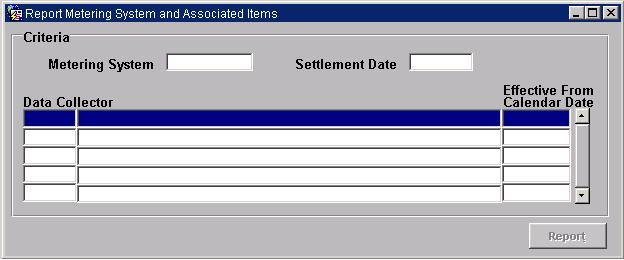 Report Metering System and Associated Items
Criteria
Metering System
Settlement Date
Data Collector
Effective From
Calendar Date
Report